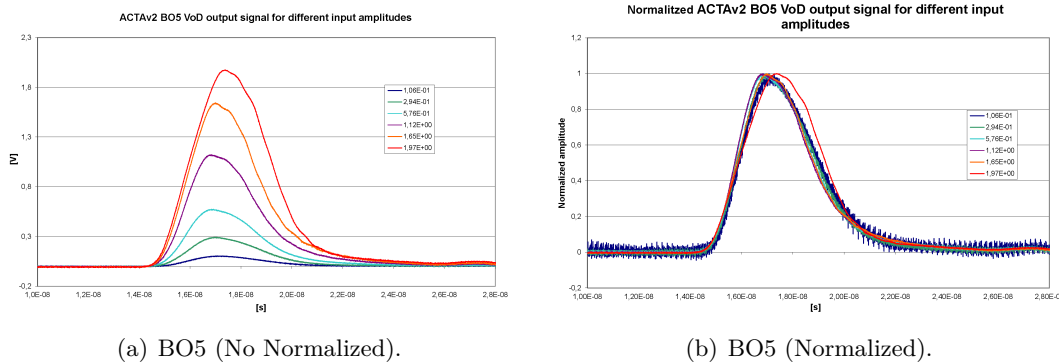 ACTAv2 BO5 VoD output signal for different input amplitudes
2,3
1,8
1,3
0,8
0,3
-0,2
[V]
1,06E-01
2,94E-01
5,76E-01
1,12E+00
1,65E+00
1,97E+00
1,0E-08 1,2E-08 1,4E-08 1,6E-08 1,8E-08 2,0E-08 2,2E-08 2,4E-08 2,6E-08 2,8E-08
[s]
(a) BO5 (No Normalized).
Normalitzed ACTAv2 BO5 VoD output signal for different input
amplitudes
1,2
1
0,8
0,6
0,4
0,2
0
-0,2
Normalized amplitude
1,06E-01
2,94E-01
5,76E-01
1,12E+00
1,65E+00
1,97E+00
1,00E-08 1,20E-08 1,40E-08 1,60E-08 1,80E-08 2,00E-08 2,20E-08 2,40E-08 2,60E-08 2,80E-0
[s]
(b) BO5 (Normalized).